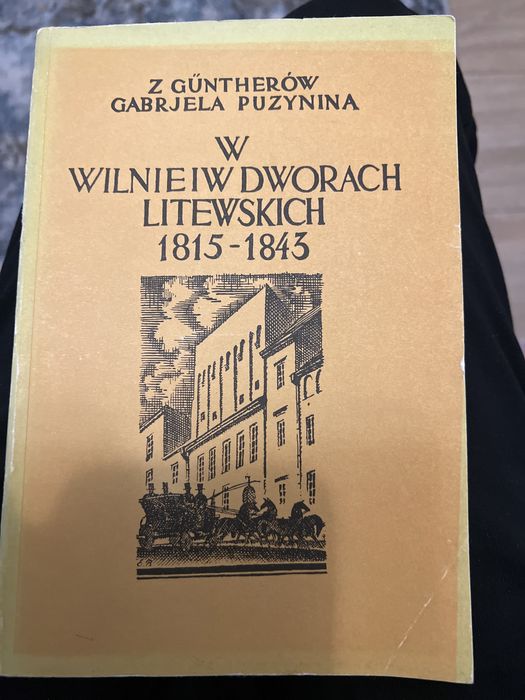 Z GÜNTHERÓW
GABRJELA PUZYNINA
W
WILNIE I W DWORACH
LITEWSKICH
1815-1843